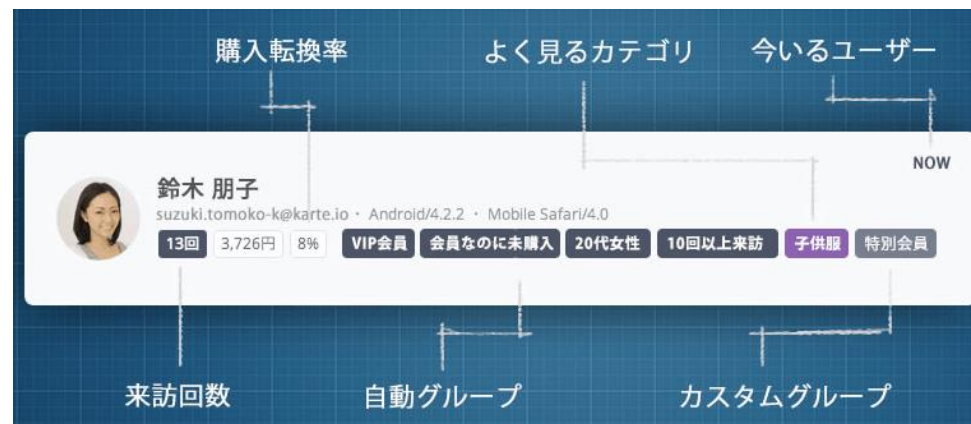 購入転換率 よく見るカテゴリ 今いるユーザー
NOW
鈴木 朋子
suzuki.tomoko-k@karte.io · Android/4.2.2 · Mobile Safari/4.0
13回 3,726円 8% VIP会員 会員なのに未購入 20代女性 10回以上来訪 子供服 特別会員
来訪回数 自動グループ カスタムグループ